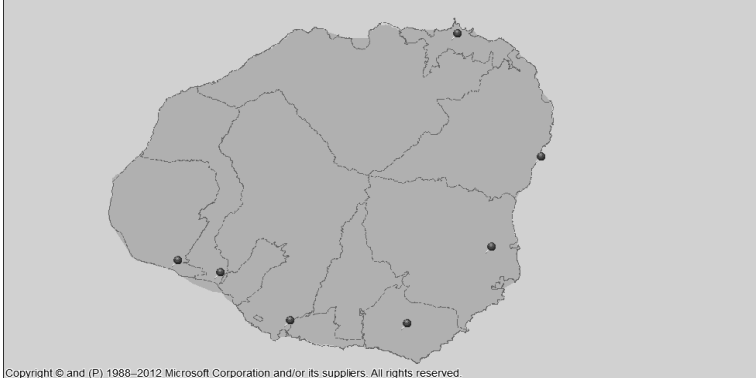 Copyright © and (P) 1988–2012 Microsoft Corporation and/or its suppliers. All rights reserved.